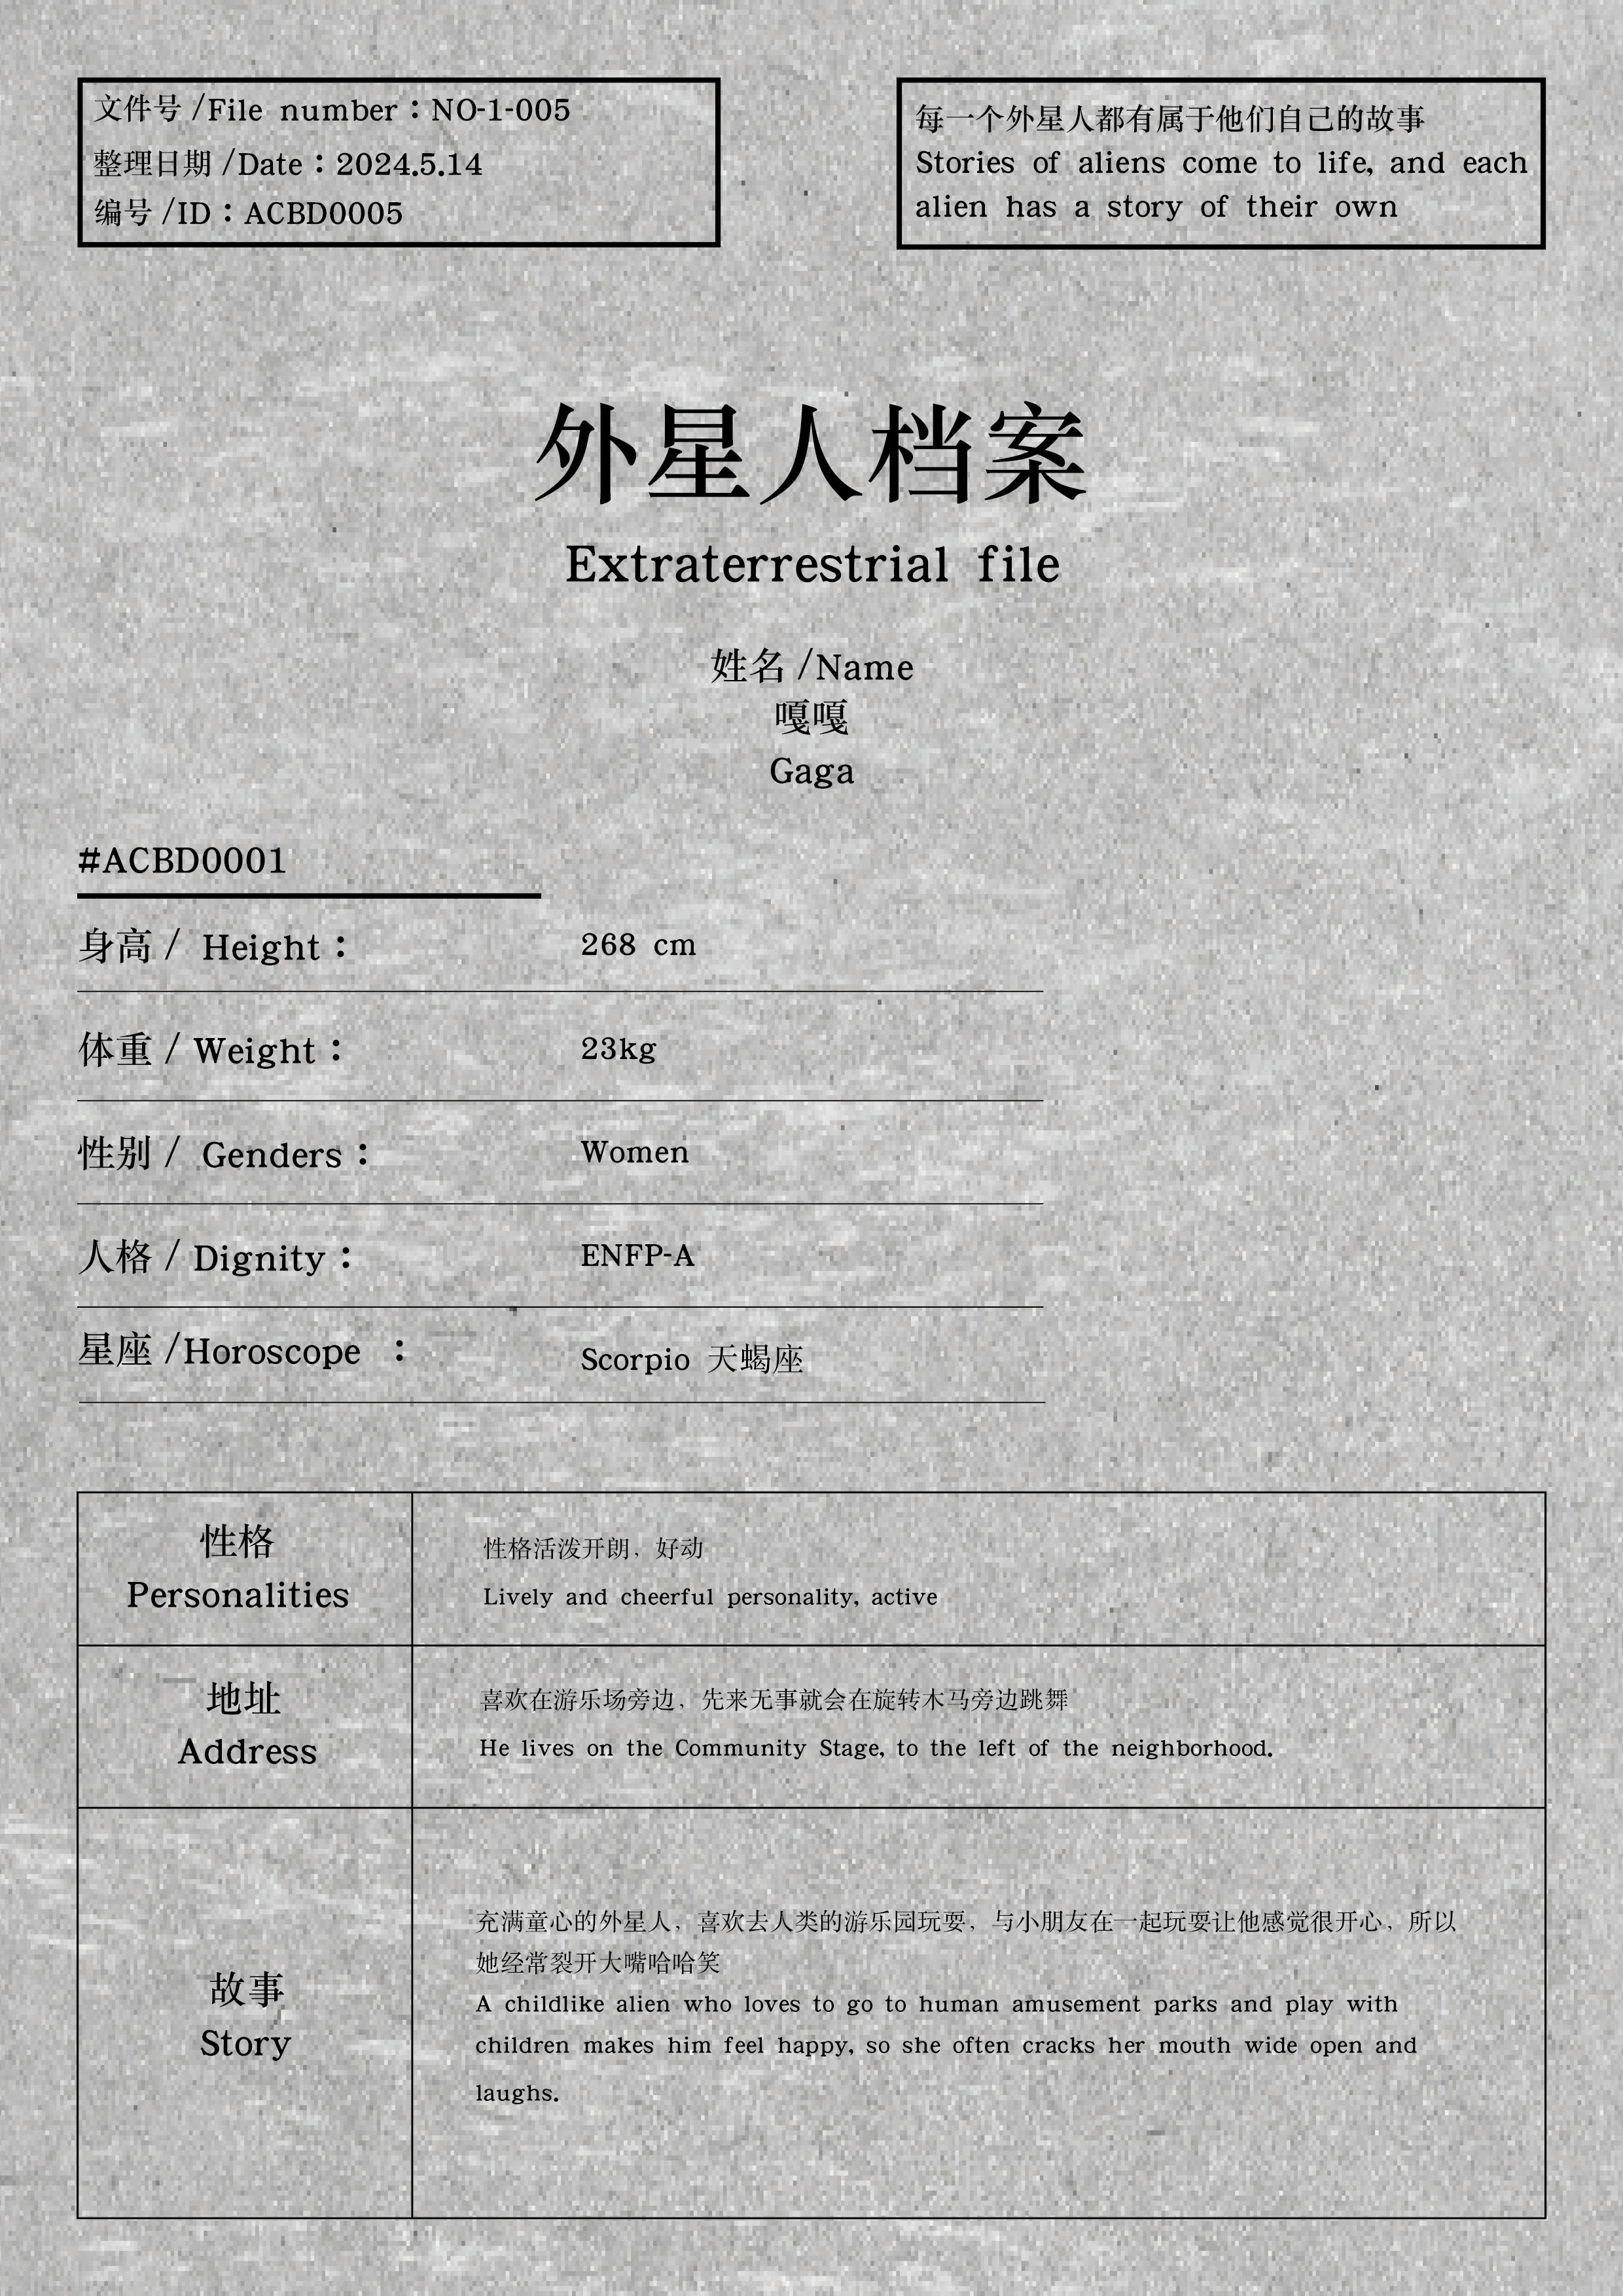 文件号 /File number：NO-1-005
整理日期 /Date：2024.5.14
编号 /ID：ACBD0005
每一个外星人都有属于他们自己的故事
Stories of aliens come to life, and each
alien has a story of their own
外星人档案
Extraterrestrial file
姓名 /Name
嘎嘎
Gaga
#ACBD0001
身高 / Height： 268 cm
体重 / Weight： 23kg
性别 / Genders： Women
人格 / Dignity： ENFP-A
星座 /Horoscope ： Scorpio 天蝎座
性格
Personalities
性格活泼开朗，好动
Lively and cheerful personality, active
地址
Address
喜欢在游乐场旁边，先来无事就会在旋转木马旁边跳舞
He lives on the Community Stage, to the left of the neighborhood.
故事
Story
充满童心的外星人，喜欢去人类的游乐园玩耍，与小朋友在一起玩耍让他感觉很开心，所以
她经常裂开大嘴哈哈笑
A childlike alien who loves to go to human amusement parks and play with
children makes him feel happy, so she often cracks her mouth wide open and
laughs.